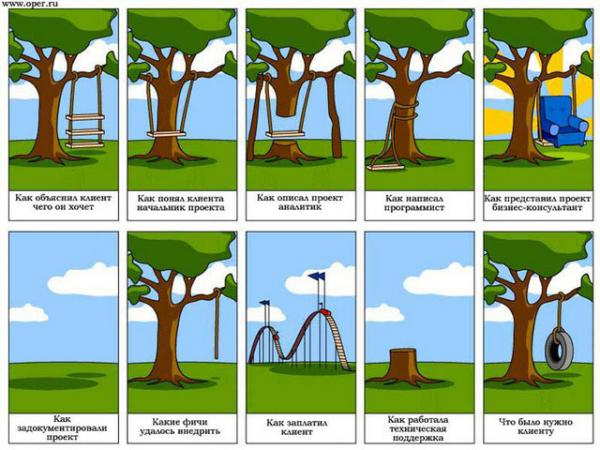 www.oper.ru
Как объяснил клиент
чего он хочет
Как понял клиента
начальник проекта
Как описал проект
аналитик
Как написал
программист
Как представил проект
бизнес-консультант
Как
задокументировали
проект
Какие фичи
удалось внедрить
Как заплатил
клиент
Как работала
техническая
поддержка
Что было нужно
клиенту